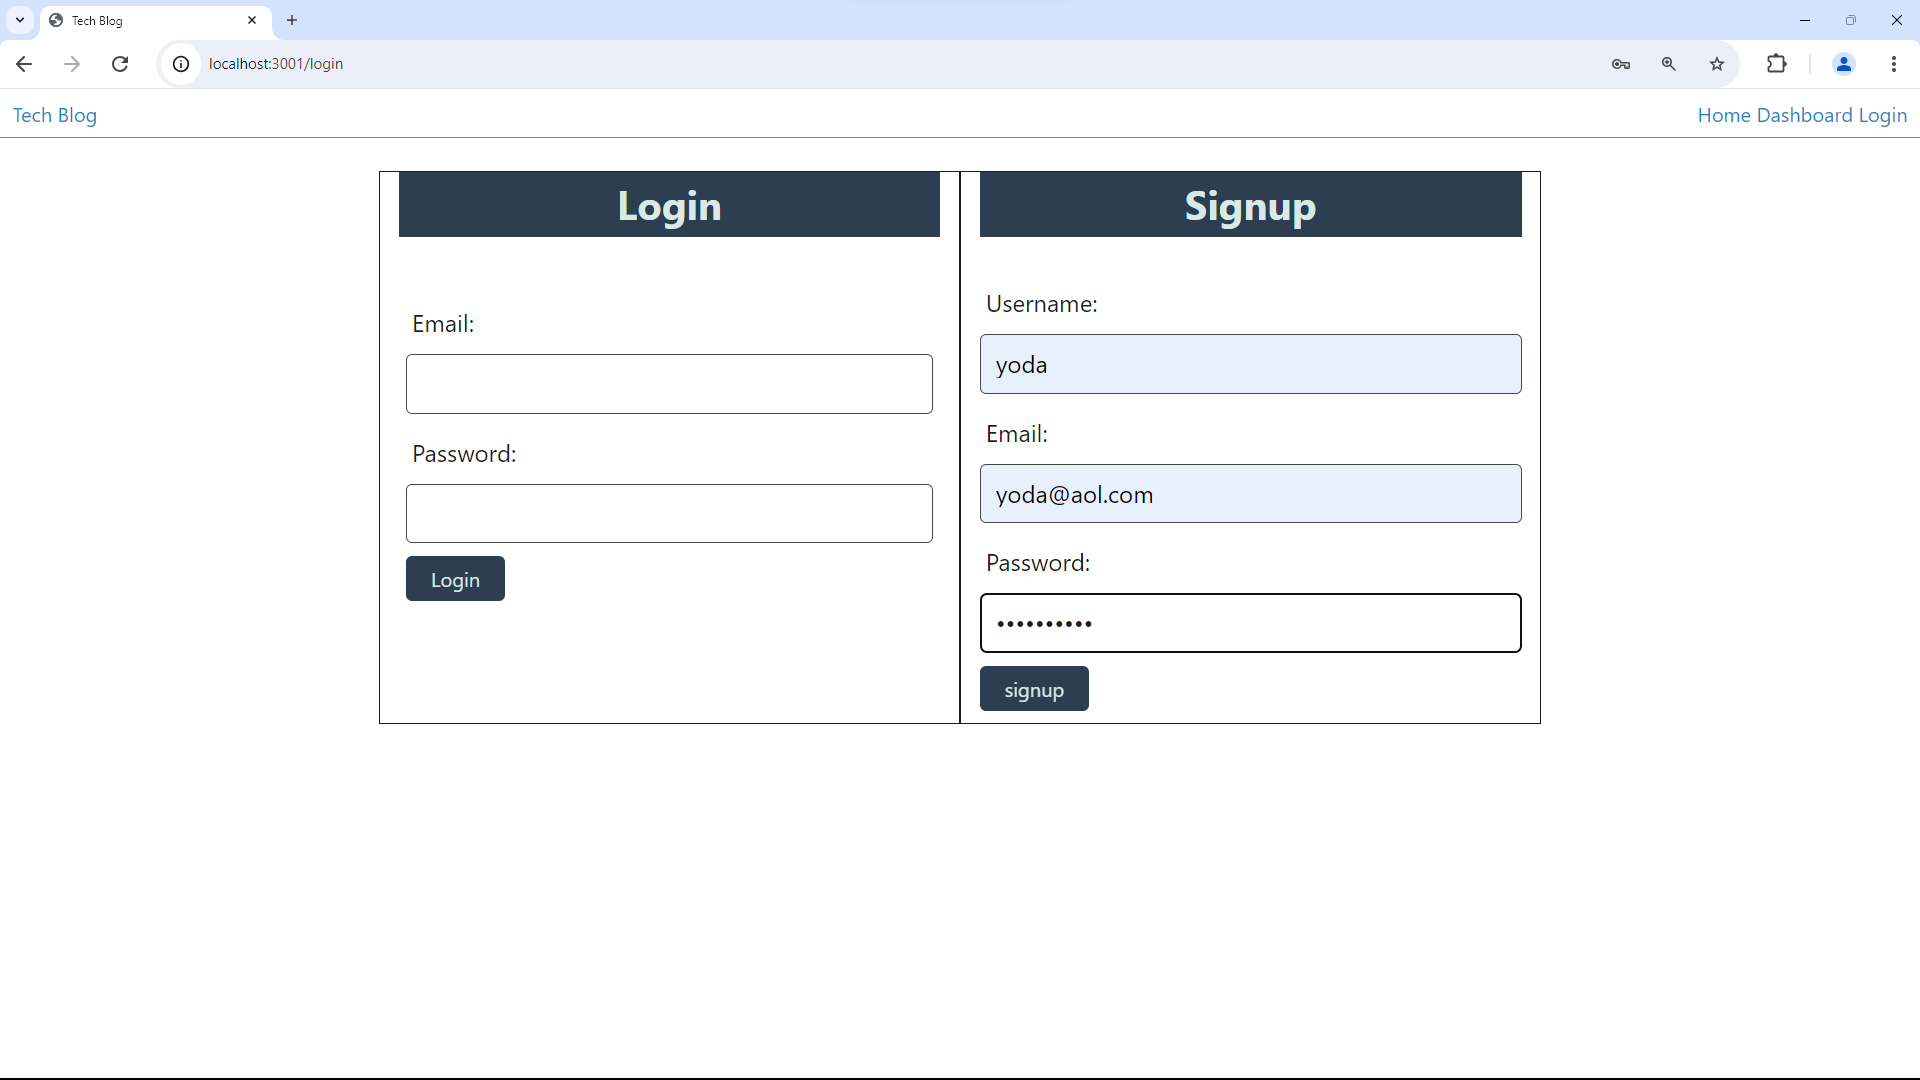 Tech Blog
localhost:3001/login
Tech Blog
Home Dashboard Login
Login
Email:
Password:
Login
Signup
Username:
yoda
Email:
yoda@aol.com
Password:
••••••••••
signup